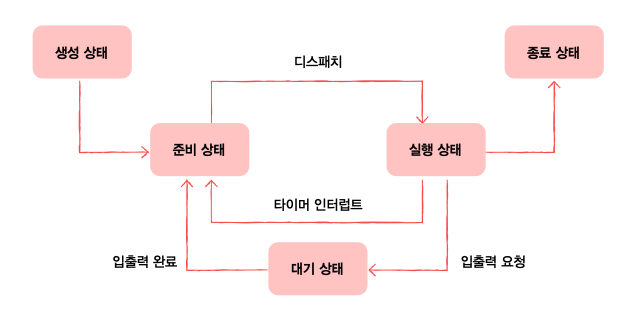 생성 상태
종료 상태
디스패치
준비 상태
실행 상태
타이머 인터럽트
입출력 완료
대기 상태
입출력 요청